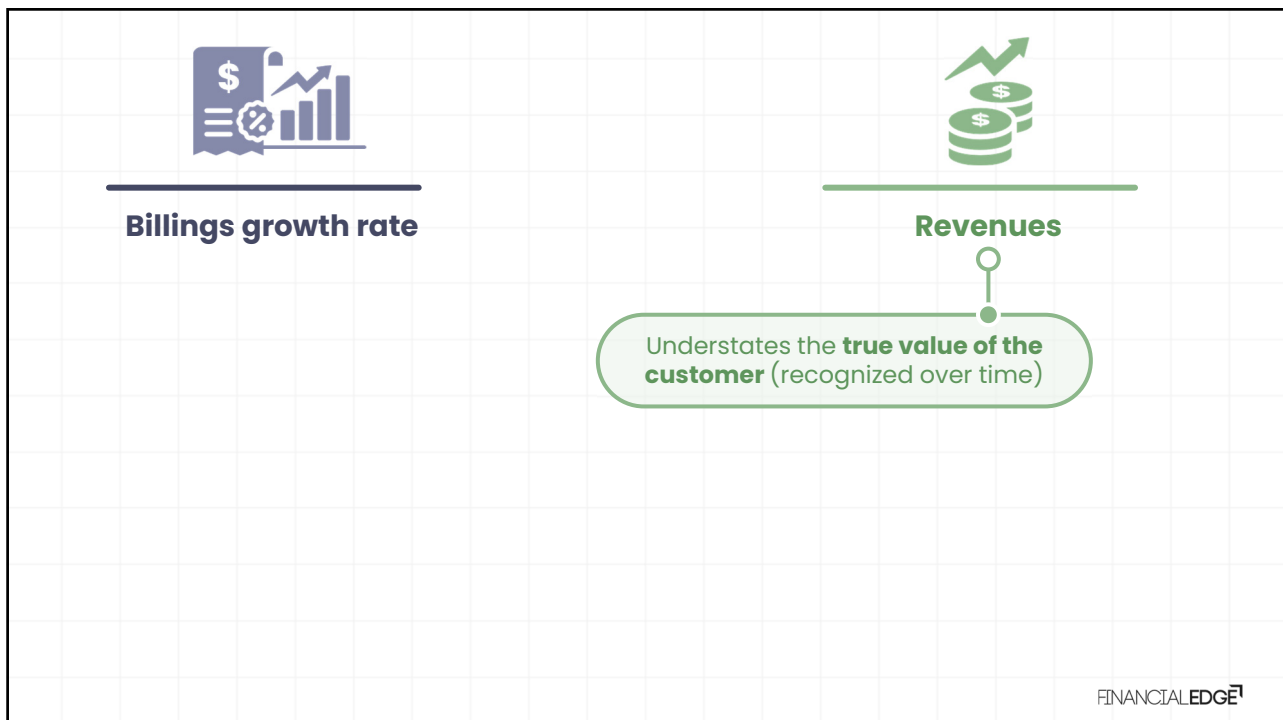 $
%
$
$
Billings growth rate
Revenues
Understates the true value of the
customer (recognized over time)
FINANCIALEDGE